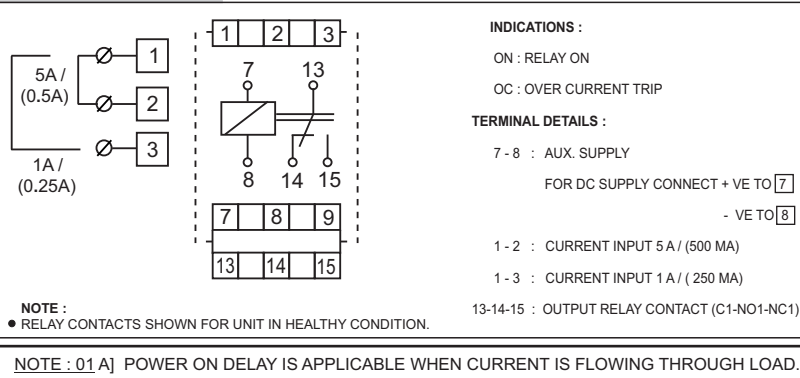 5A /
(0.5A)
1A /
(0.25A)
1
2
3
1 2 3
7 13
8 14 15
7 8 9
13 14 15
NOTE :
● RELAY CONTACTS SHOWN FOR UNIT IN HEALTHY CONDITION.
INDICATIONS :
ON : RELAY ON
OC : OVER CURRENT TRIP
TERMINAL DETAILS :
7 - 8 : AUX. SUPPLY
FOR DC SUPPLY CONNECT + VE TO 7
- VE TO 8
1 - 2 : CURRENT INPUT 5 A / (500 MA)
1 - 3 : CURRENT INPUT 1 A / ( 250 MA)
13-14-15 : OUTPUT RELAY CONTACT (C1-NO1-NC1)
NOTE : 01 A] POWER ON DELAY IS APPLICABLE WHEN CURRENT IS FLOWING THROUGH LOAD.